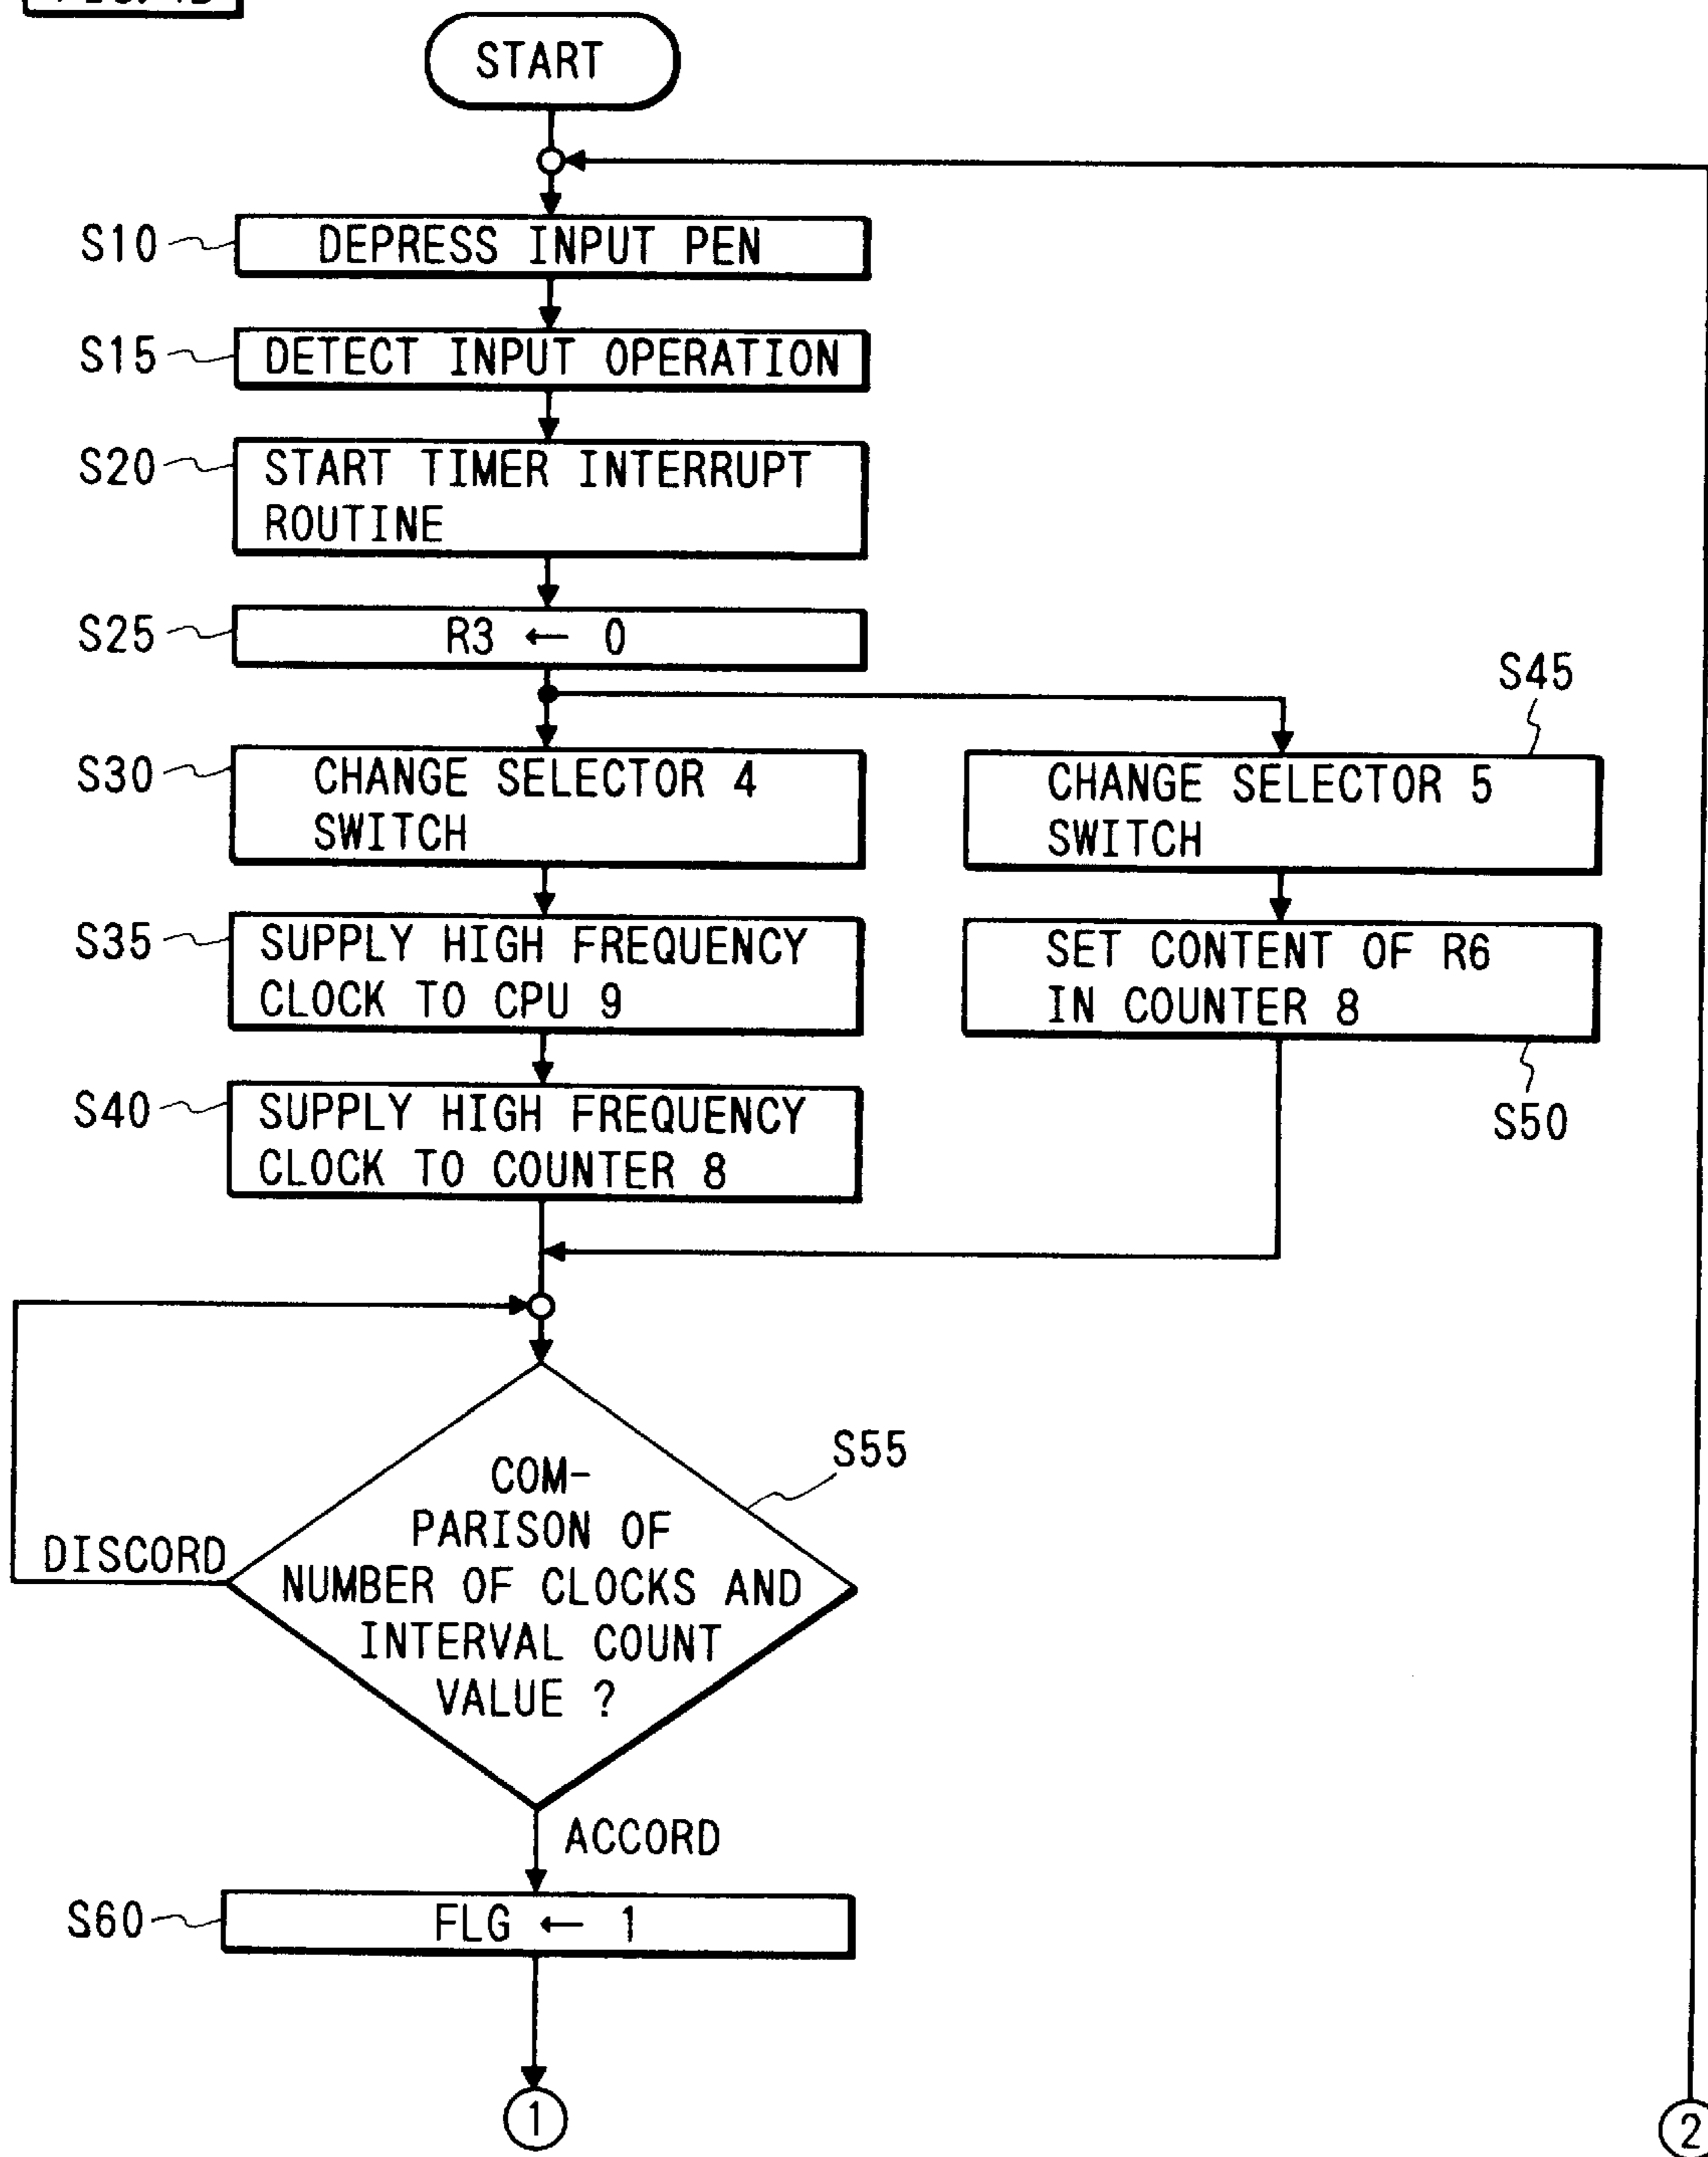 START
S10
DEPRESS INPUT PEN
S15
DETECT INPUT OPERATION
S20
START TIMER INTERRUPT
ROUTINE
S25
R3 ← 0
S30
CHANGE SELECTOR 4
SWITCH
S45
CHANGE SELECTOR 5
SWITCH
S35
SUPPLY HIGH FREQUENCY
CLOCK TO CPU 9
SET CONTENT OF R6
IN COUNTER 8
S50
S40
SUPPLY HIGH FREQUENCY
CLOCK TO COUNTER 8
S55
COM-
PARISON OF
NUMBER OF CLOCKS AND
INTERVAL COUNT
VALUE ?
DISCORD
ACCORD
S60
FLG ← 1
1
2